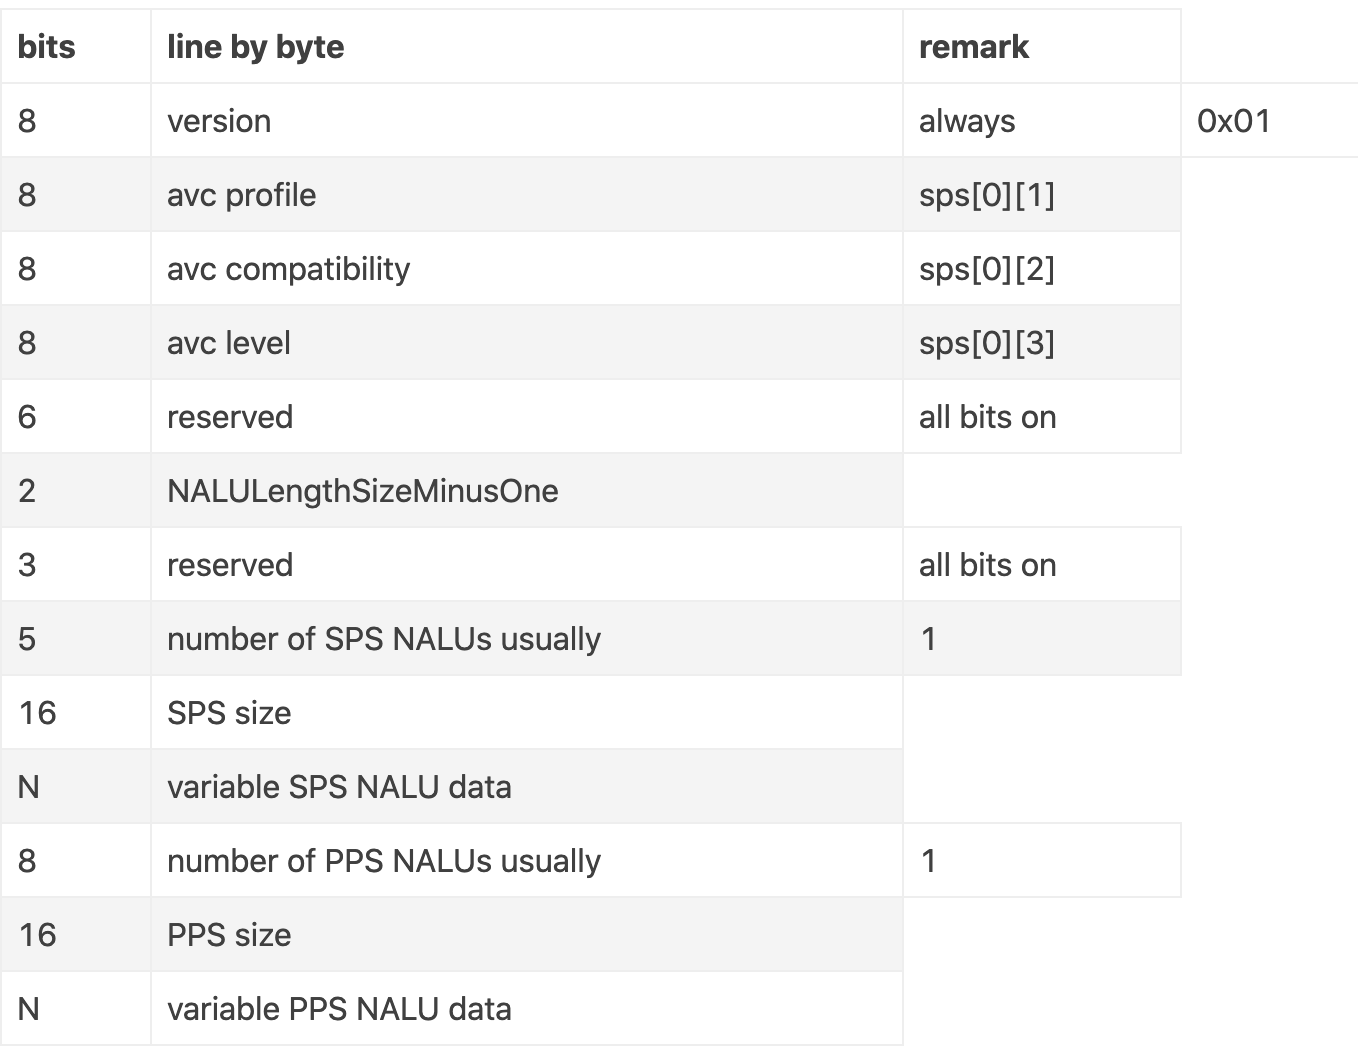 bits line by byte remark
8 version always 0x01
8 avc profile sps[0][1]
8 avc compatibility sps[0][2]
8 avc level sps[0][3]
6 reserved all bits on
2 NALULengthSizeMinusOne
3 reserved all bits on
5 number of SPS NALUs usually 1
16 SPS size
N variable SPS NALU data
8 number of PPS NALUs usually 1
16 PPS size
N variable PPS NALU data